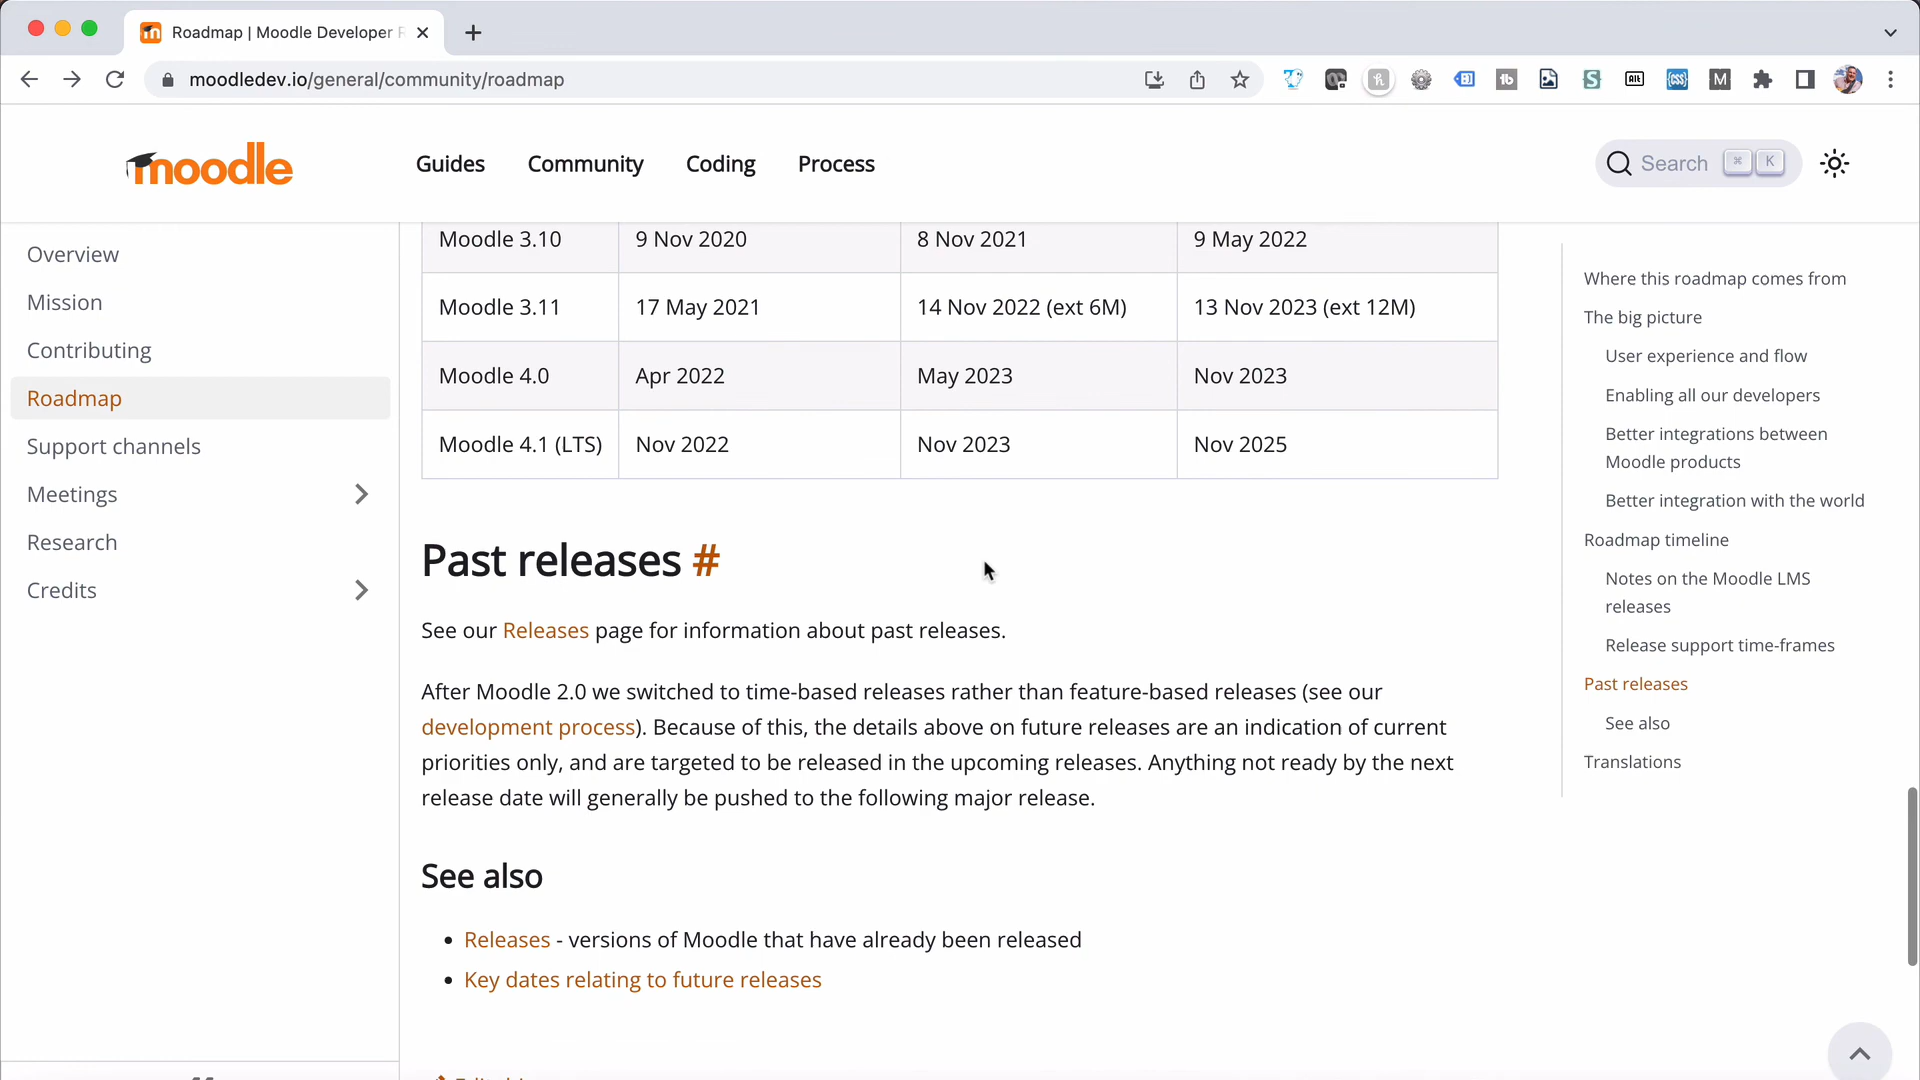 Roadmap | Moodle Developer R
moodledev.io/general/community/roadmap
moodle
Guides
Community
Coding
Process
Search ⌘ K
Overview
Mission
Contributing
Roadmap
Support channels
Meetings
Research
Credits
Moodle 3.10 9 Nov 2020 8 Nov 2021 9 May 2022
Moodle 3.11 17 May 2021 14 Nov 2022 (ext 6M) 13 Nov 2023 (ext 12M)
Moodle 4.0 Apr 2022 May 2023 Nov 2023
Moodle 4.1 (LTS) Nov 2022 Nov 2023 Nov 2025
Past releases #
See our Releases page for information about past releases.
After Moodle 2.0 we switched to time-based releases rather than feature-based releases (see our
development process). Because of this, the details above on future releases are an indication of current
priorities only, and are targeted to be released in the upcoming releases. Anything not ready by the next
release date will generally be pushed to the following major release.
See also
• Releases - versions of Moodle that have already been released
• Key dates relating to future releases
Where this roadmap comes from
The big picture
User experience and flow
Enabling all our developers
Better integrations between
Moodle products
Better integration with the world
Roadmap timeline
Notes on the Moodle LMS
releases
Release support time-frames
Past releases
See also
Translations